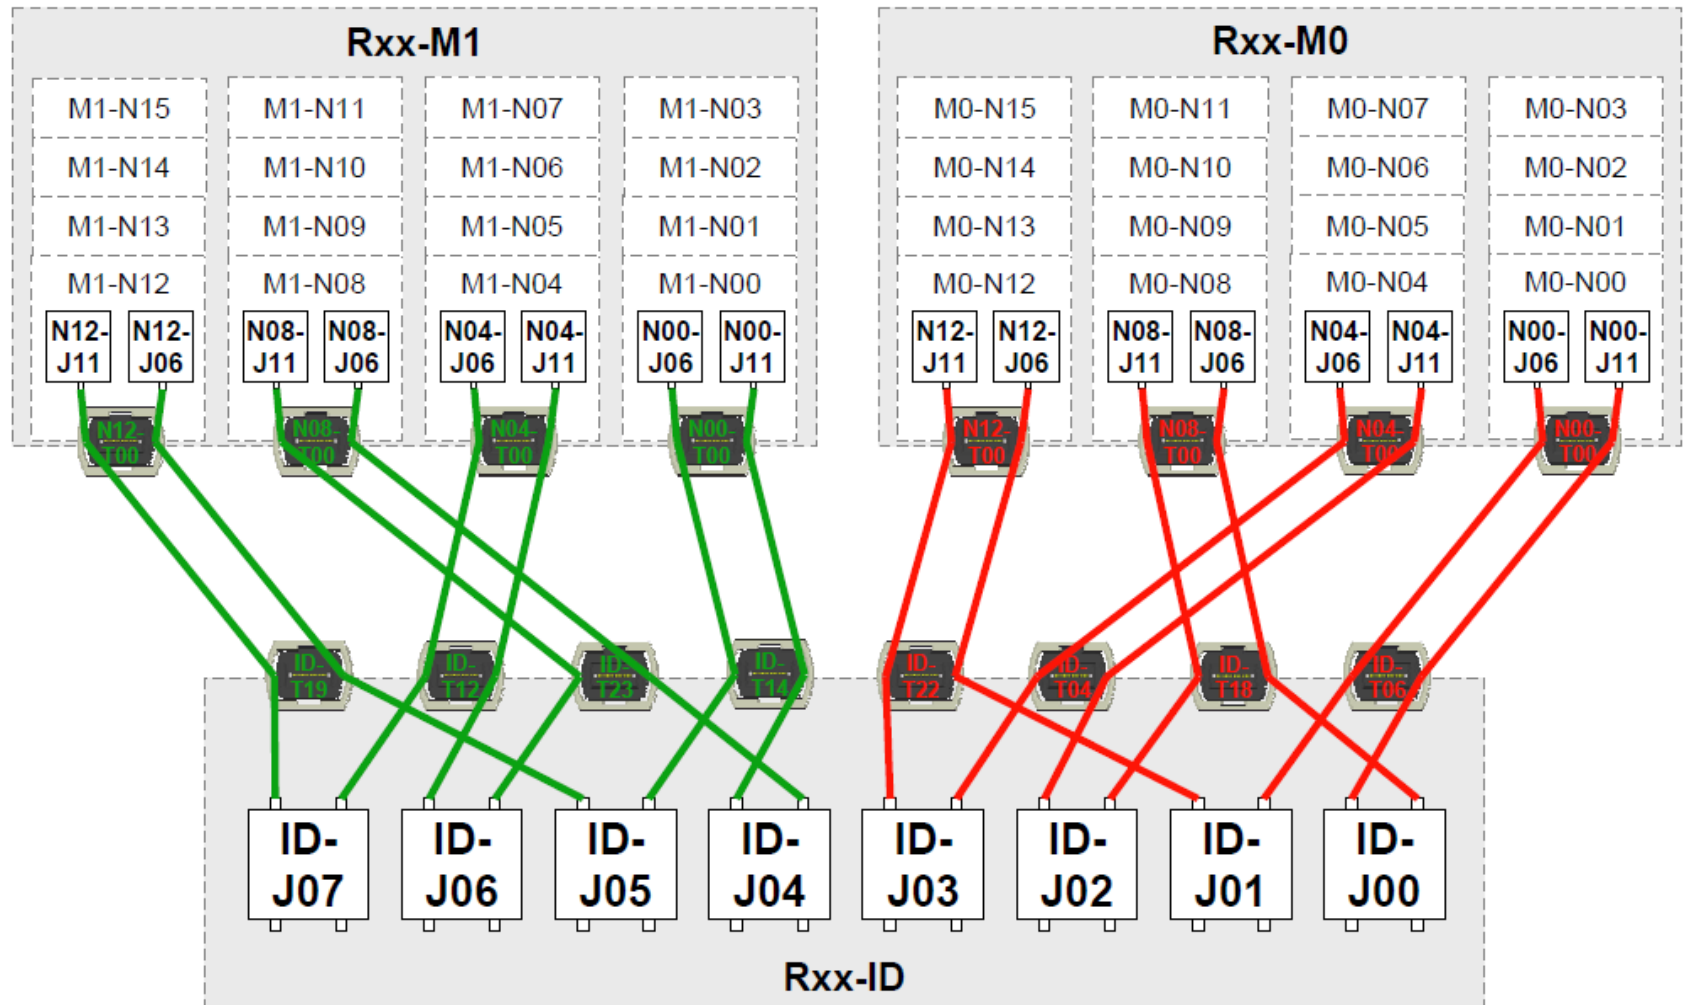 Rxx-M1
Rxx-M0
M1-N15 M1-N11 M1-N07 M1-N03 M0-N15 M0-N11 M0-N07 M0-N03
M1-N14 M1-N10 M1-N06 M1-N02 M0-N14 M0-N10 M0-N06 M0-N02
M1-N13 M1-N09 M1-N05 M1-N01 M0-N13 M0-N09 M0-N05 M0-N01
M1-N12 M1-N08 M1-N04 M1-N00 M0-N12 M0-N08 M0-N04 M0-N00
N12- N12- N08- N08- N04- N04- N00- N00- N12- N12- N08- N08- N04- N04- N00- N00-
J11 J06 J11 J06 J06 J11 J06 J11 J11 J06 J11 J06 J06 J11 J06 J11
N12- N08- N04- N00- N12- N08- N04- N00-
T00 T00 T00 T00 T00 T00 T00 T00
ID- ID- ID- ID- ID- ID- ID- ID-
T19 T12 T23 T14 T22 T04 T18 T06
ID- ID- ID- ID- ID- ID- ID- ID-
J07 J06 J05 J04 J03 J02 J01 J00
Rxx-ID